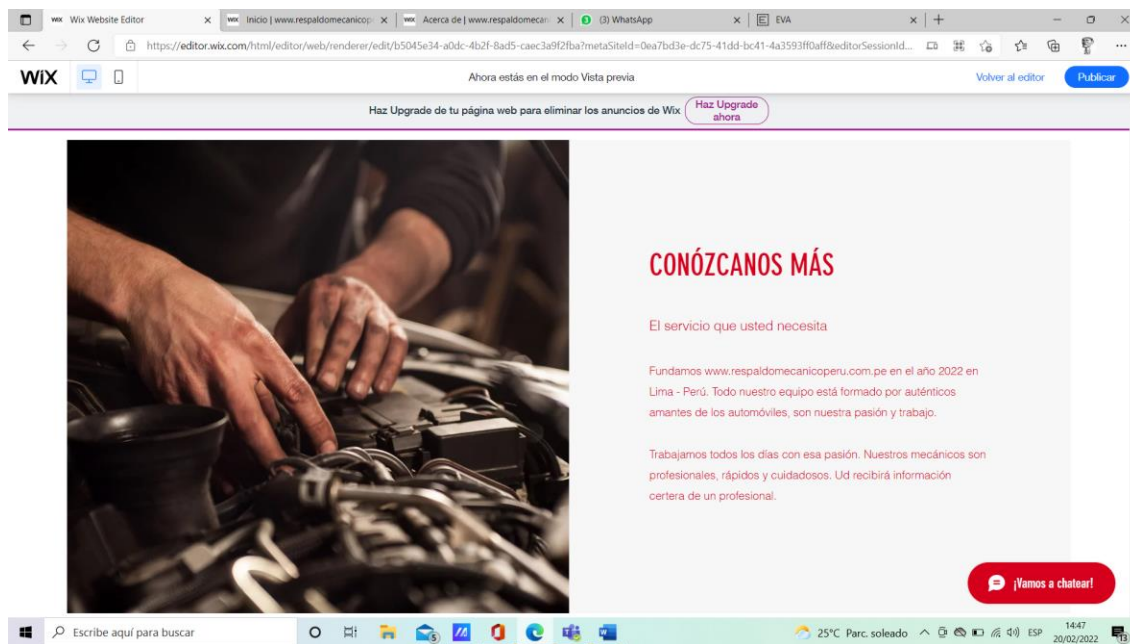 Wix Website Editor
Inicio | www.respaldomecanicop
Acerca de | www.respaldomecan
(3) WhatsApp
EVA
https://editor.wix.com/html/editor/web/renderer/edit/b5045e34-a0dc-4b2f-8ad5-caec3a9f2fba?metaSiteId=0ea7bd3e-dc75-41dd-bc41-4a3593ff0aff&editorSessionId...
WiX
Ahora estás en el modo Vista previa
Volver al editor
Publicar
Haz Upgrade de tu página web para eliminar los anuncios de Wix
Haz Upgrade
ahora
CONÓZCANOS MÁS
El servicio que usted necesita
Fundamos www.respaldomecanicoperu.com.pe en el año 2022 en
Lima - Perú. Todo nuestro equipo está formado por auténticos
amantes de los automóviles, son nuestra pasión y trabajo.
Trabajamos todos los días con esa pasión. Nuestros mecánicos son
profesionales, rápidos y cuidadosos. Ud recibirá información
certera de un profesional.
¡Vamos a chatear!
Escribe aquí para buscar
25°C Parc. soleado
ESP
14:47
20/02/2022